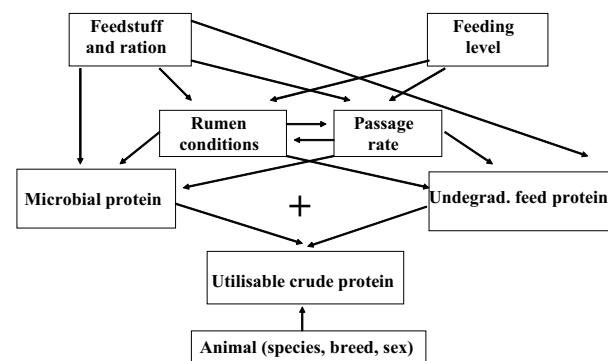 Feedstuff
and ration
Feeding
level
Rumen
conditions
Passage
rate
Microbial protein
+
Undegrad. feed protein
Utilisable crude protein
Animal (species, breed, sex)